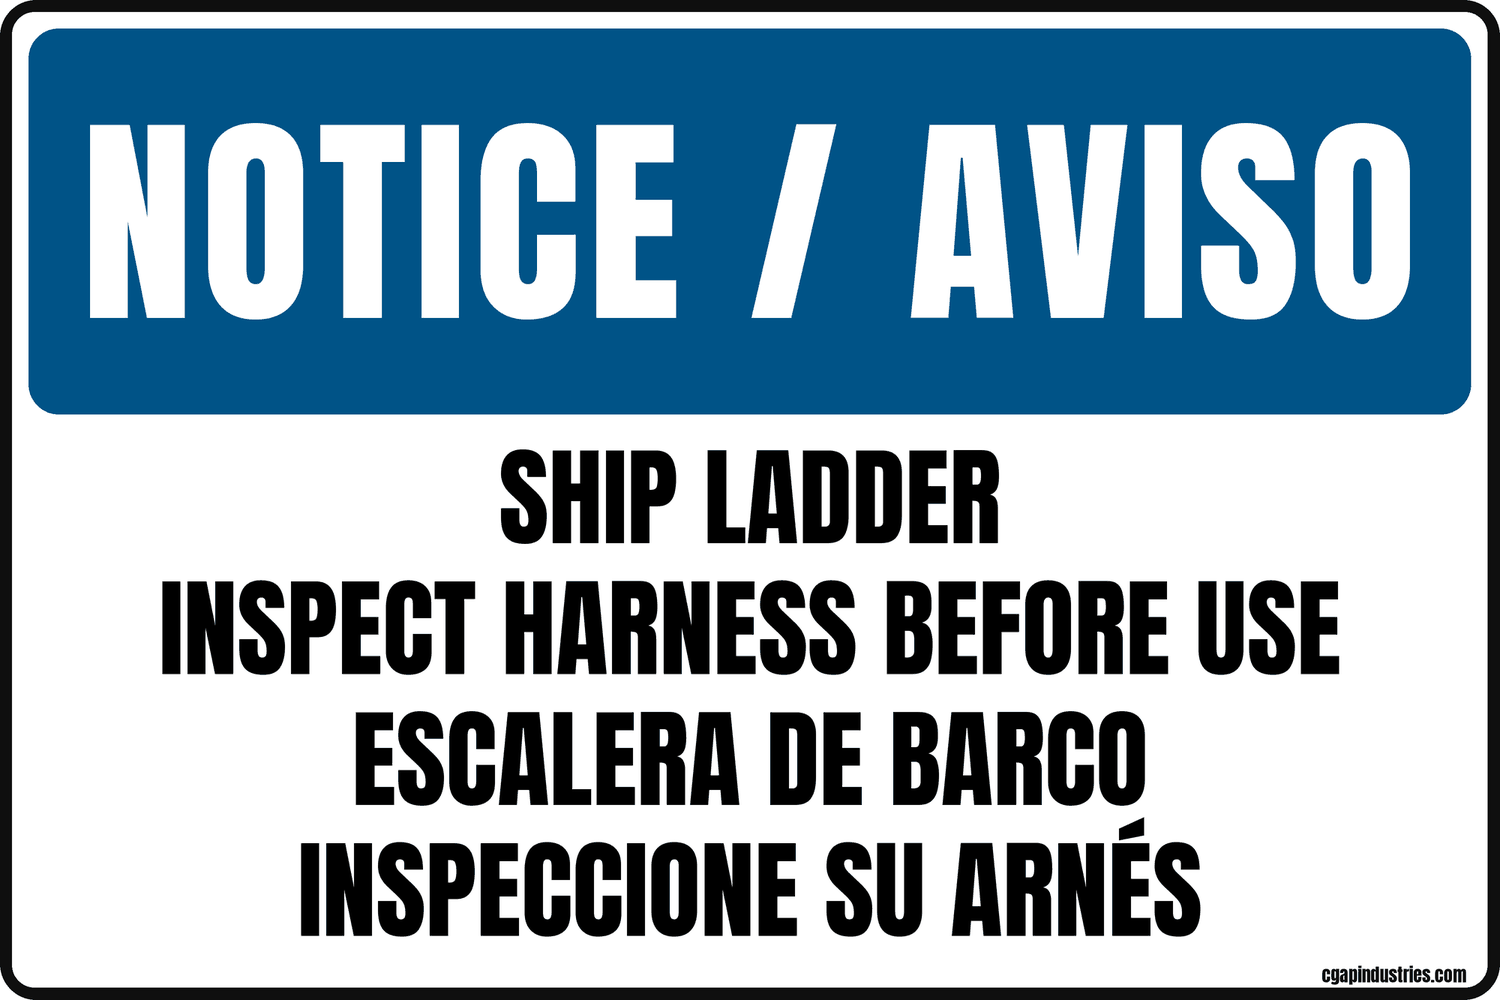 NOTICE / AVISO
SHIP LADDER
INSPECT HARNESS BEFORE USE
ESCALERA DE BARCO
INSPECCIONE SU ARNÉS
cgapindustries.com